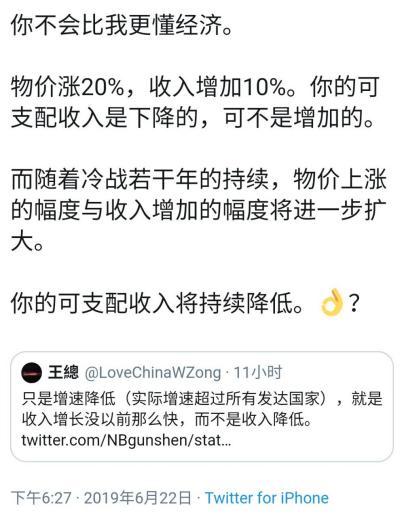 你不会比我更懂经济。
物价涨20%，收入增加10%。你的可
支配收入是下降的，可不是增加的。
而随着冷战若干年的持续，物价上涨
的幅度与收入增加的幅度将进一步扩
大。
你的可支配收入将持续降低。👌？
王總 @LoveChinaWZong · 11小时
只是增速降低（实际增速超过所有发达国家），就是
收入增长没以前那么快，而不是收入降低。
twitter.com/NBgunshen/stat…
下午6:27 · 2019年6月22日 · Twitter for iPhone